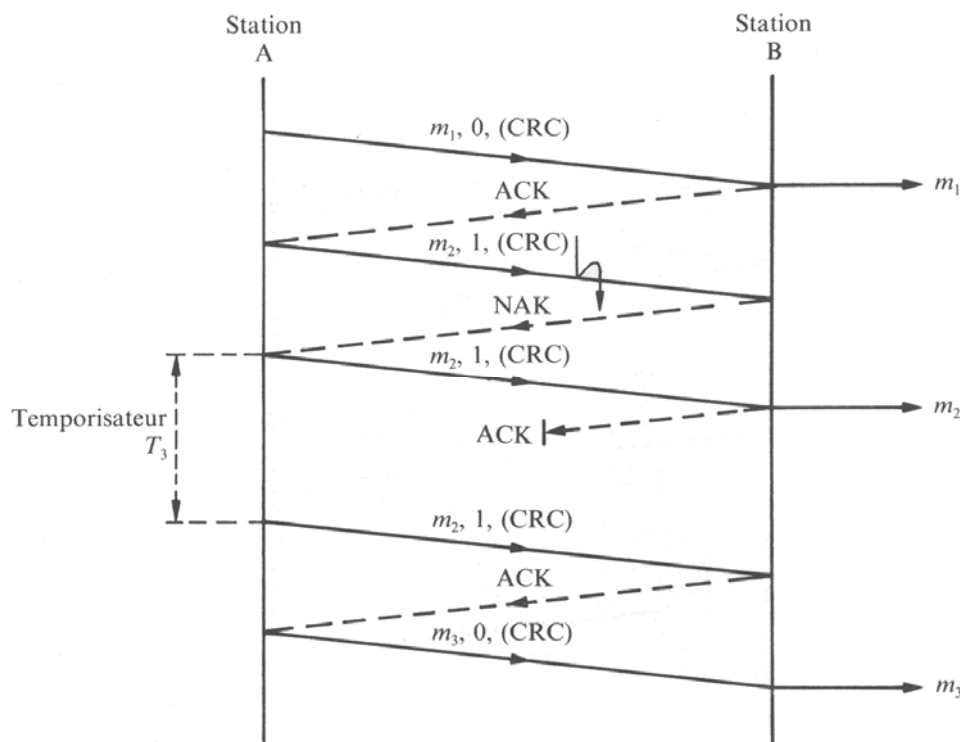 Station
A
Station
B
m₁, 0, (CRC)
m₁
ACK
m₂, 1, (CRC)
NAK
m₂, 1, (CRC)
Temporisateur
T₃
m₂
ACK
m₂, 1, (CRC)
ACK
m₃, 0, (CRC)
m₃